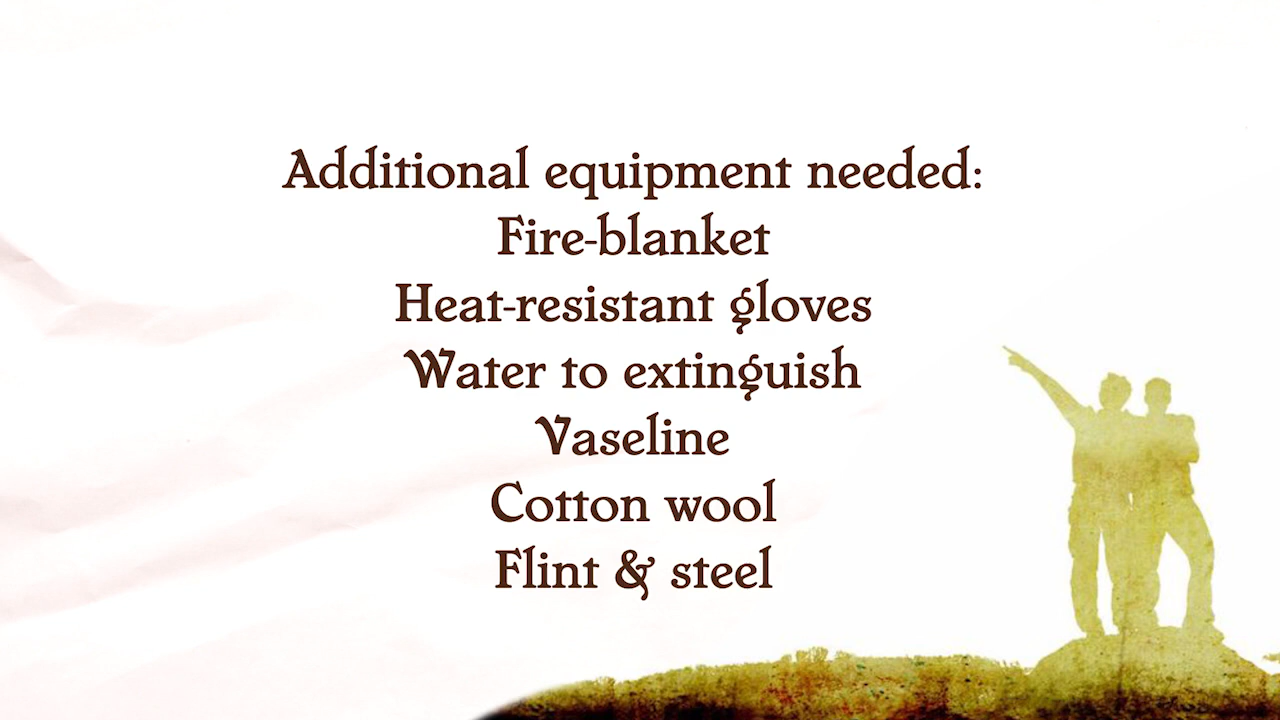 Additional equipment needed:
Fire-blanket
Heat-resistant gloves
Water to extinguish
Vaseline
Cotton wool
Flint & steel